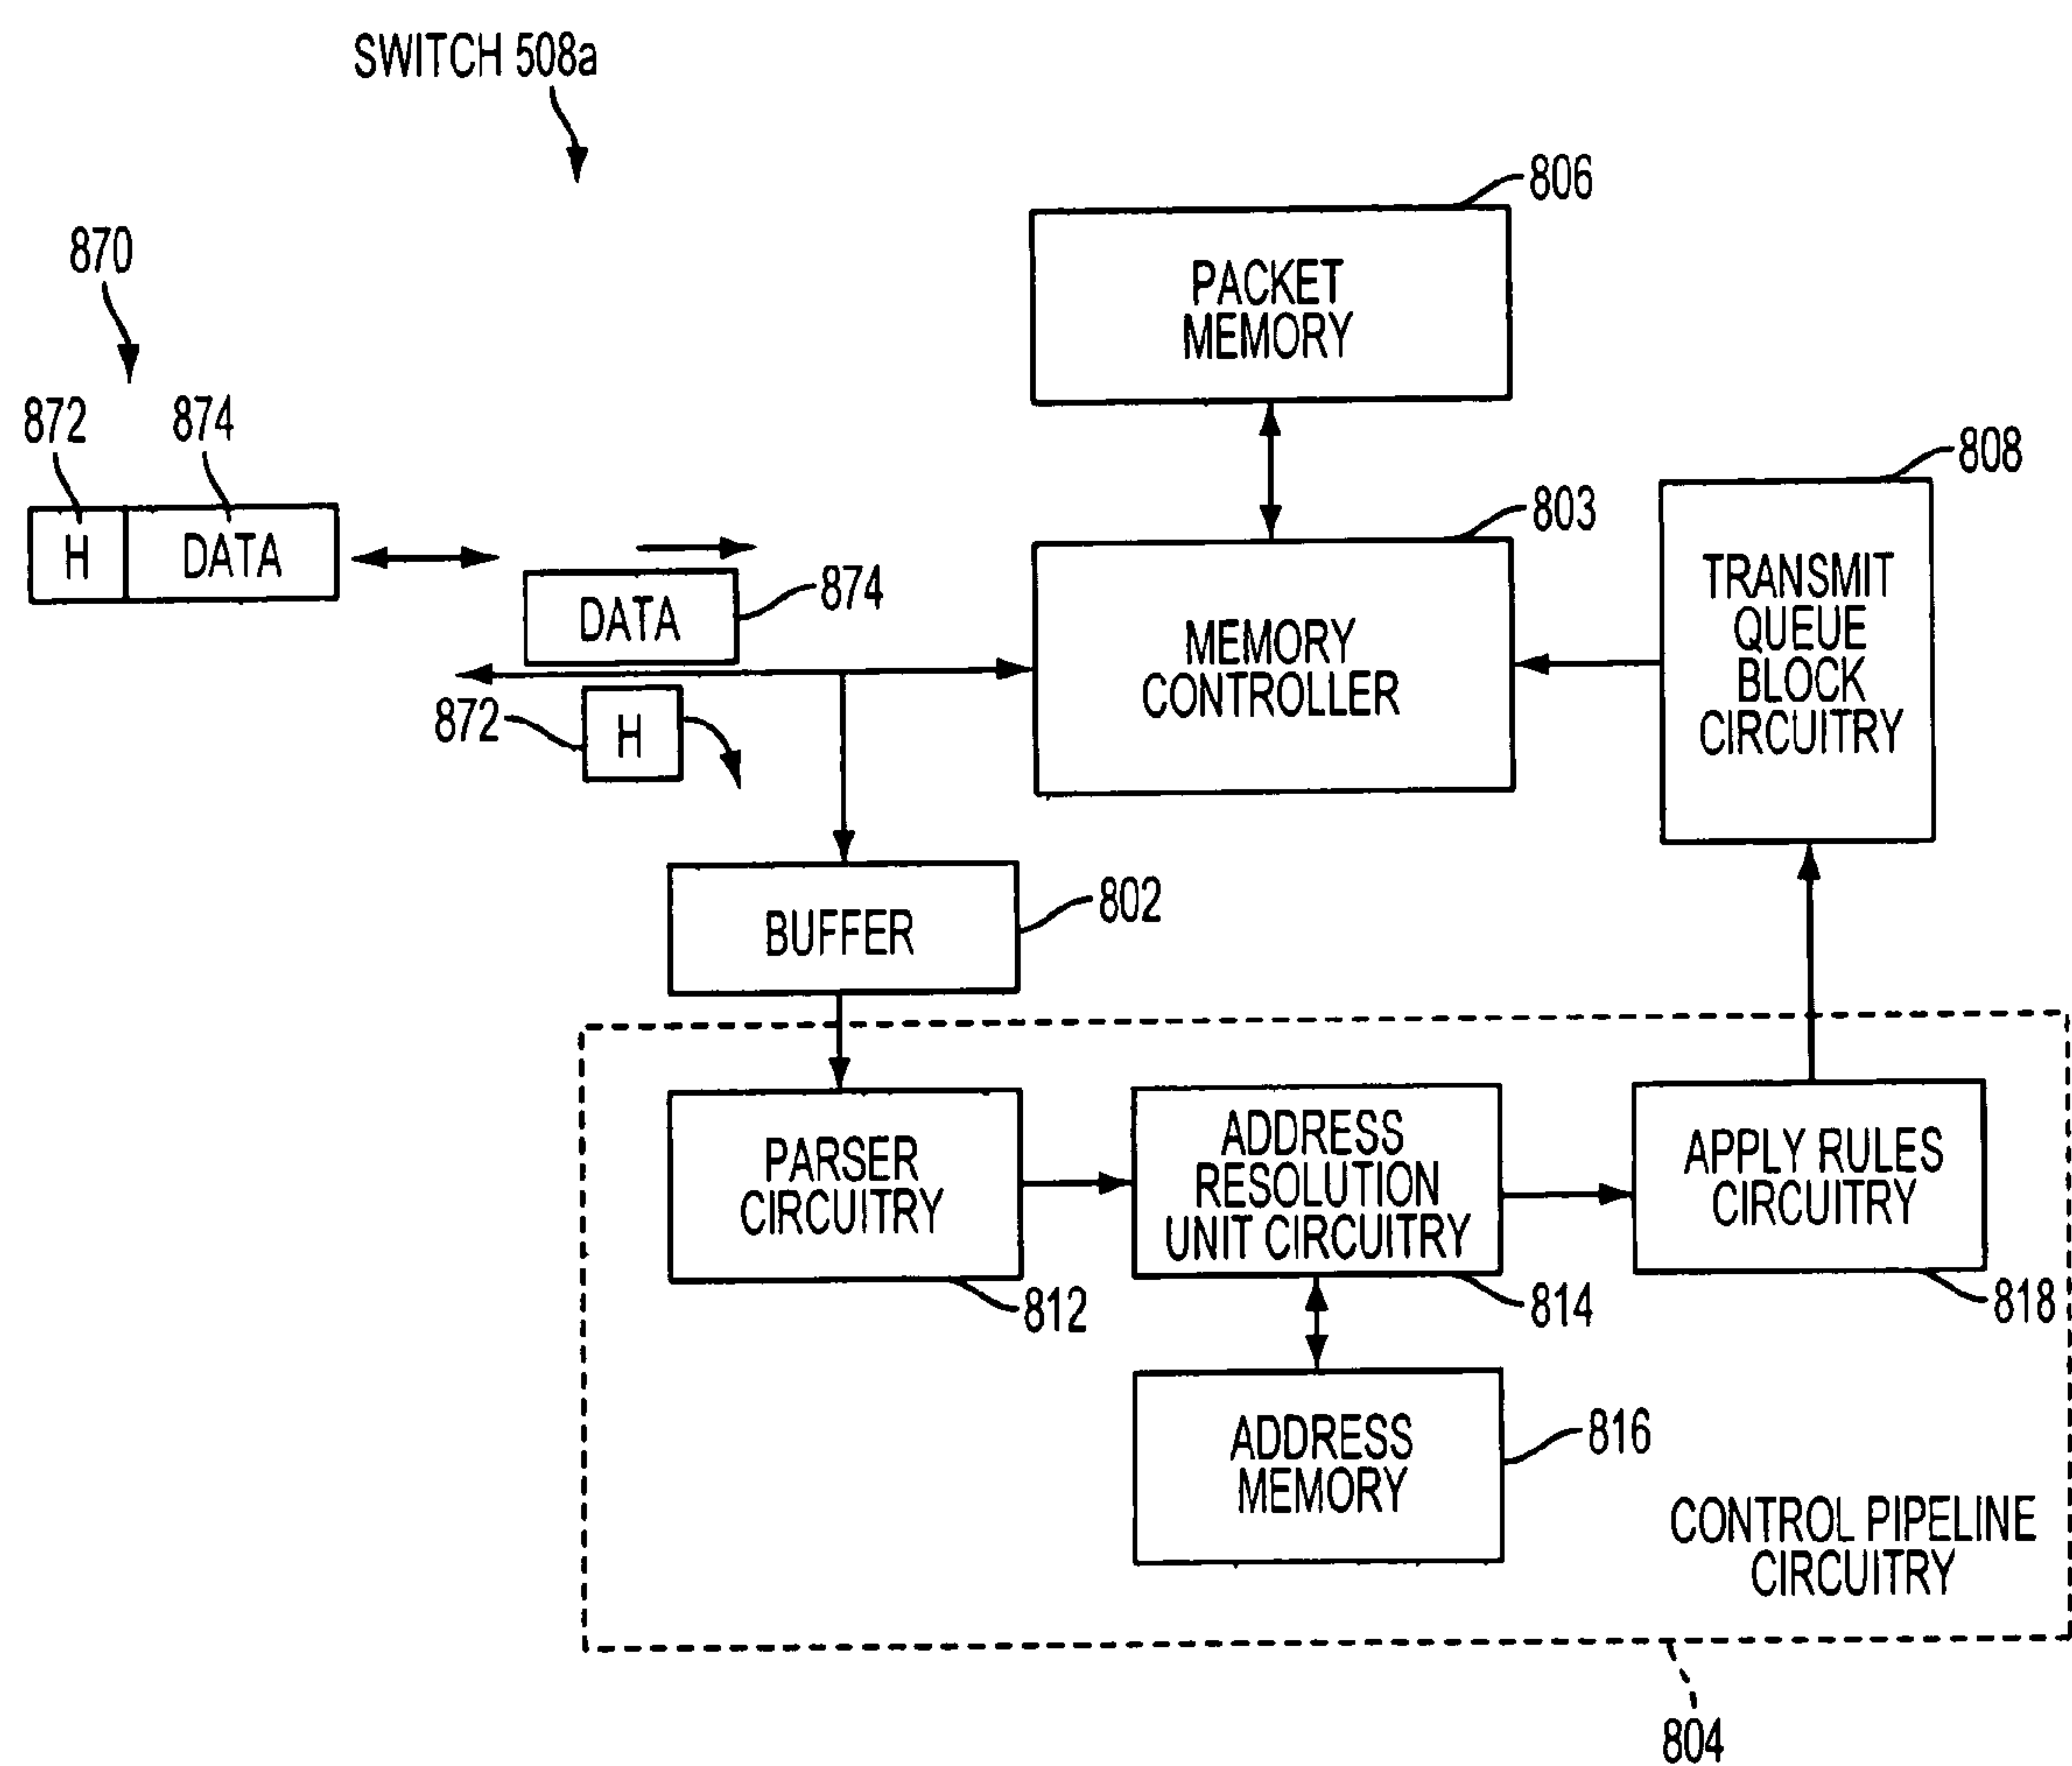 SWITCH 508a
806
870
PACKET
MEMORY
872
874
808
803
H
DATA
TRANSMIT
QUEUE
BLOCK
CIRCUITRY
DATA
874
MEMORY
CONTROLLER
872
H
BUFFER
802
PARSER
CIRCUITRY
812
ADDRESS
RESOLUTION
UNIT CIRCUITRY
814
APPLY RULES
CIRCUITRY
818
ADDRESS
MEMORY
816
CONTROL PIPELINE
CIRCUITRY
804